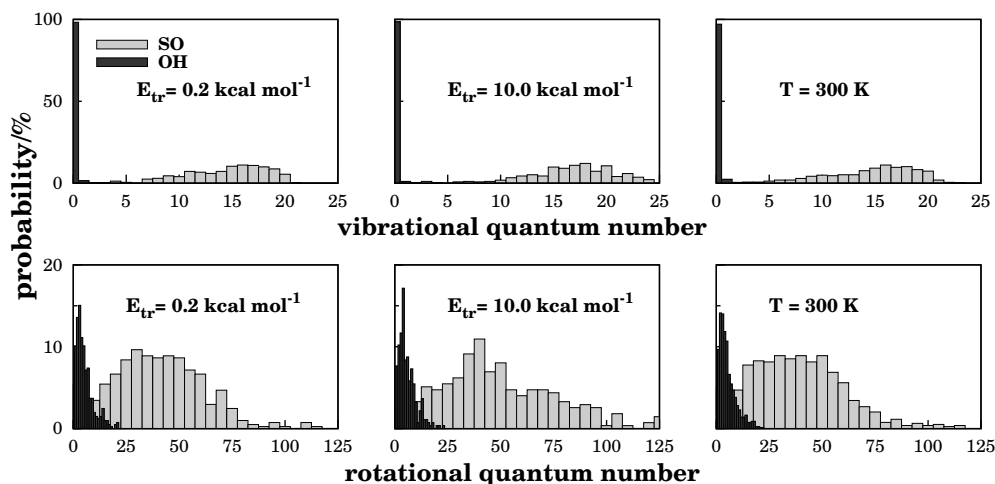 probability/%
100
50
0
SO
OH
E_tr= 0.2 kcal mol^-1
E_tr= 10.0 kcal mol^-1
T = 300 K
0 5 10 15 20 25
0 5 10 15 20 25
0 5 10 15 20 25
vibrational quantum number
20
10
0
E_tr= 0.2 kcal mol^-1
E_tr= 10.0 kcal mol^-1
T = 300 K
0 25 50 75 100 125
0 25 50 75 100 125
0 25 50 75 100 125
rotational quantum number